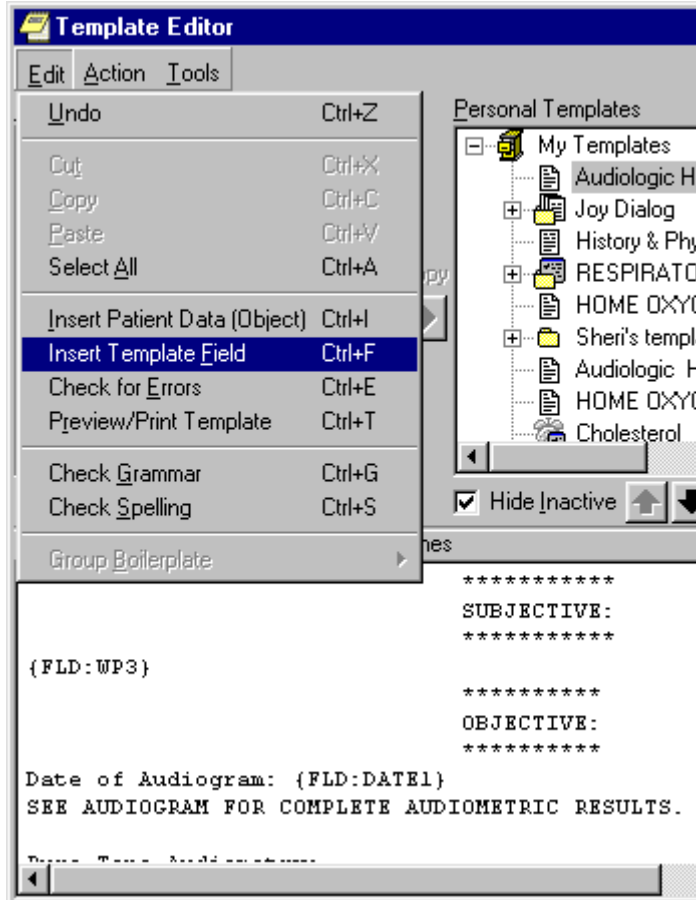 Template Editor
Edit Action Tools
Undo Ctrl+Z
Cut Ctrl+X
Copy Ctrl+C
Paste Ctrl+V
Select All Ctrl+A
Insert Patient Data (Object) Ctrl+I
Insert Template Field Ctrl+F
Check for Errors Ctrl+E
Preview/Print Template Ctrl+T
Check Grammar Ctrl+G
Check Spelling Ctrl+S
Group Boilerplate
Personal Templates
My Templates
Audiologic H
Joy Dialog
History & Phy
RESPIRATO
HOME OXYG
Sheri's templ
Audiologic H
HOME OXYG
Cholesterol
Hide Inactive
***********
SUBJECTIVE:
***********
{FLD:WP3}
**********
OBJECTIVE:
**********
Date of Audiogram: {FLD:DATE1}
SEE AUDIOGRAM FOR COMPLETE AUDIOMETRIC RESULTS.